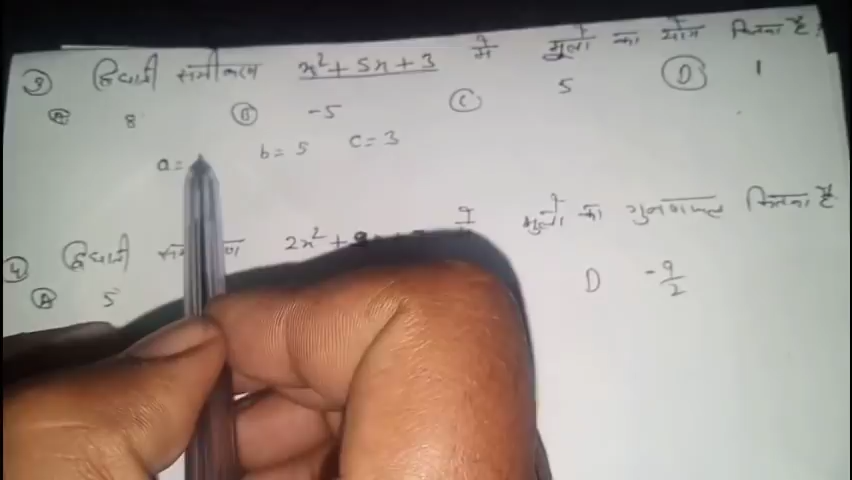 ③ द्विघाती समीकरण x²+5x+3 में मूलों का योग कितना है?
Ⓐ 8 Ⓑ -5 Ⓒ 5 Ⓓ 1
a= b= 5 c= 3
④ द्विघाती 2x²+9 में मूलों का गुणनफल कितना है
Ⓐ 5 D -9/2